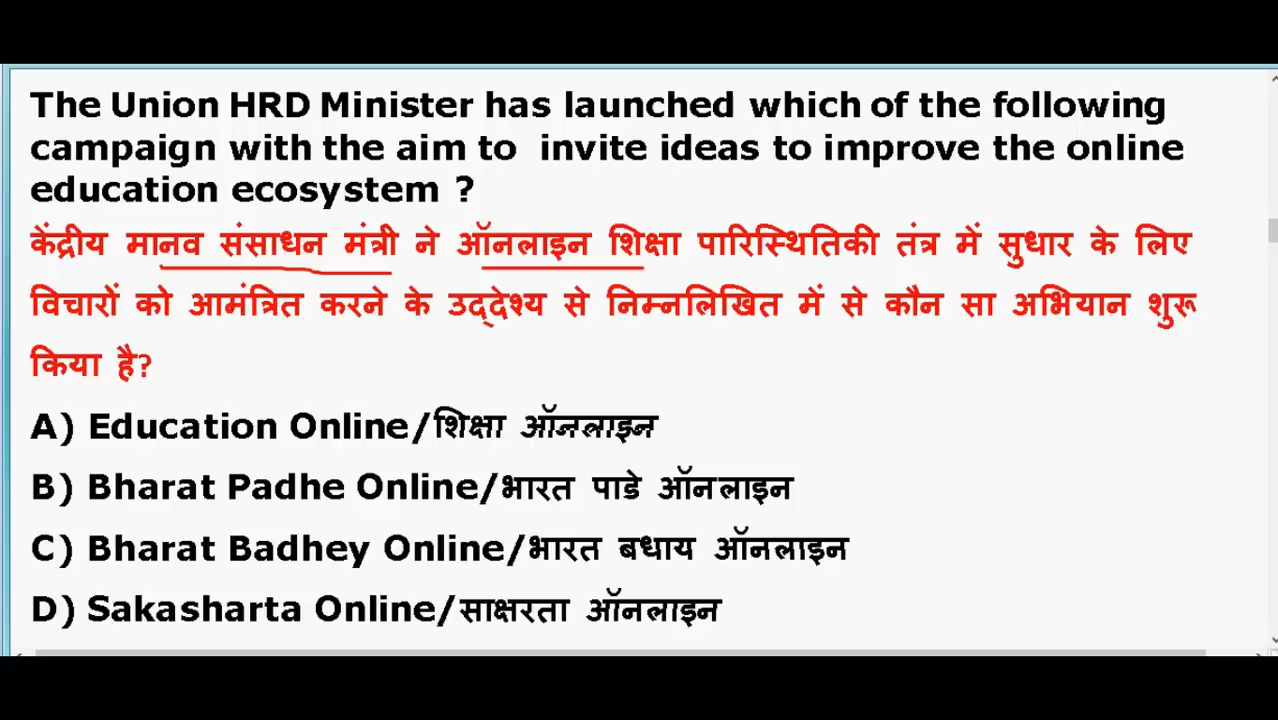 The Union HRD Minister has launched which of the following
campaign with the aim to invite ideas to improve the online
education ecosystem ?
केंद्रीय मानव संसाधन मंत्री ने ऑनलाइन शिक्षा पारिस्थितिकी तंत्र में सुधार के लिए
विचारों को आमंत्रित करने के उद्देश्य से निम्नलिखित में से कौन सा अभियान शुरू
किया है?
A) Education Online/शिक्षा ऑनलाइन
B) Bharat Padhe Online/भारत पाडे ऑनलाइन
C) Bharat Badhey Online/भारत बधाय ऑनलाइन
D) Sakasharta Online/साक्षरता ऑनलाइन